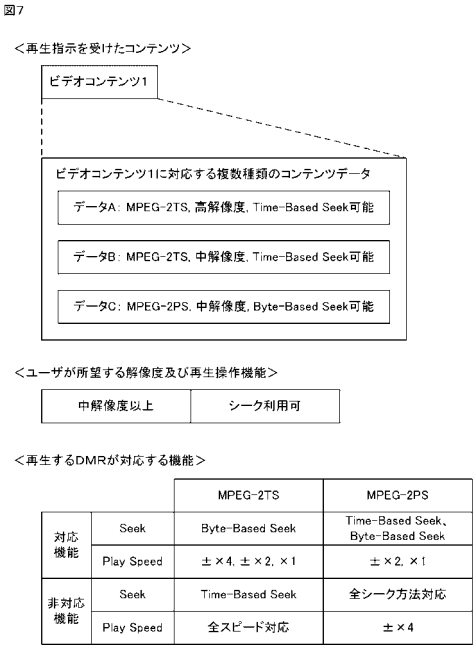 図7
<再生指示を受けたコンテンツ>
ビデオコンテンツ1
ビデオコンテンツ1に対応する複数種類のコンテンツデータ
データA: MPEG-2TS, 高解像度, Time-Based Seek可能
データB: MPEG-2TS, 中解像度, Time-Based Seek可能
データC: MPEG-2PS, 中解像度, Byte-Based Seek可能
<ユーザが所望する解像度及び再生操作機能>
中解像度以上 シーク利用可
<再生するDMRが対応する機能>
MPEG-2TS MPEG-2PS
対応機能 Seek Byte-Based Seek Time-Based Seek、Byte-Based Seek
Play Speed ±×4, ±×2, ×1 ±×2, ×1
非対応機能 Seek Time-Based Seek 全シーク方法対応
Play Speed 全スピード対応 ±×4